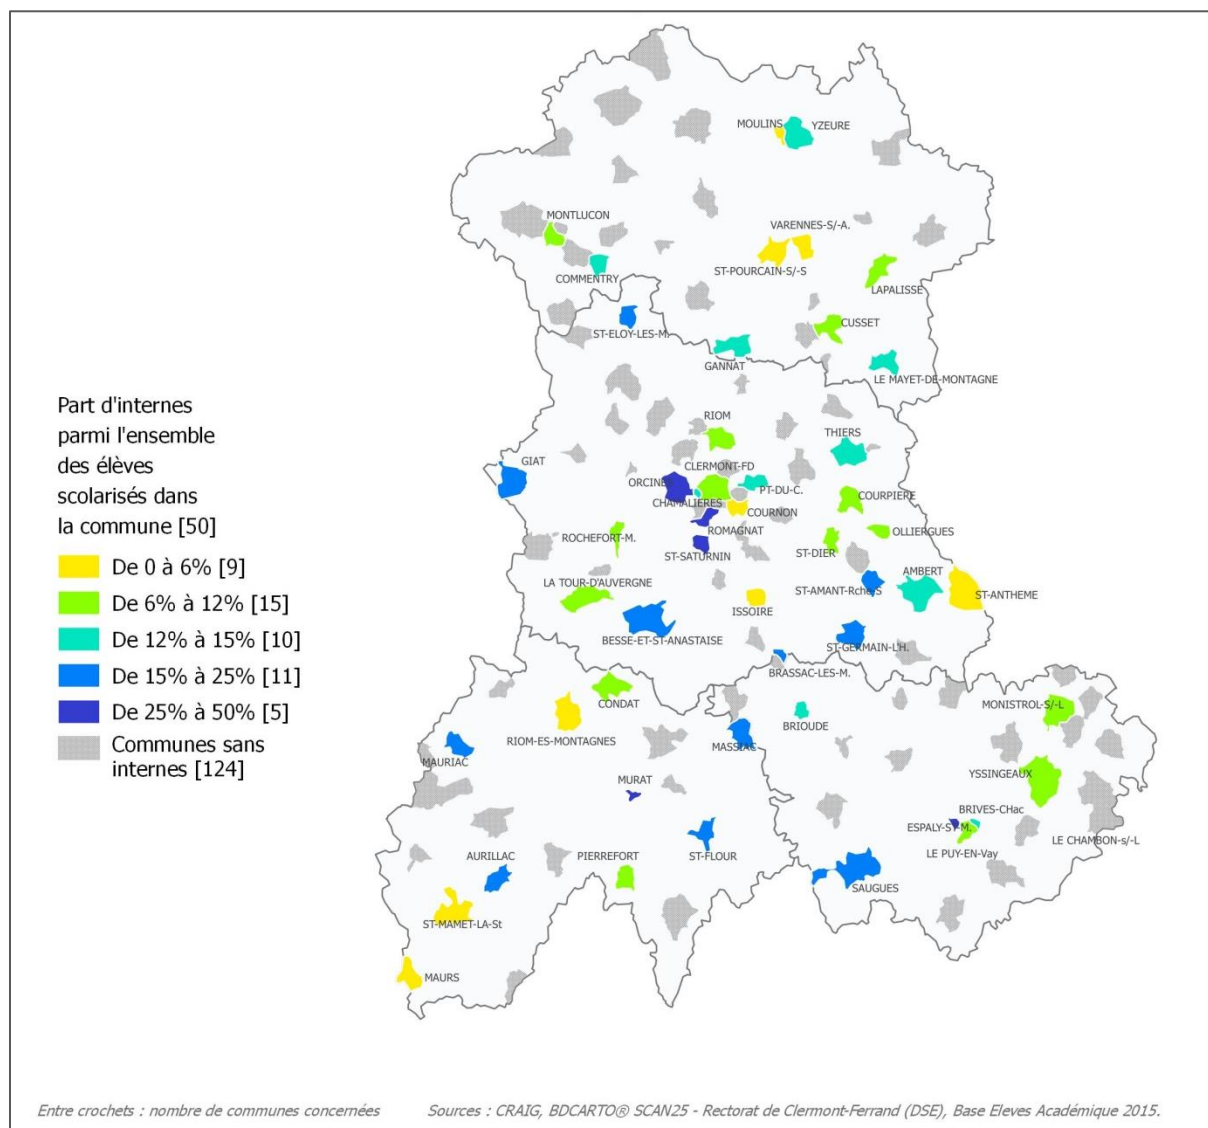 MOULINS
YZEURE
MONTLUCON
VARENNES-S/-A.
COMMENTRY
ST-POURCAIN-S/-S
LAPALISSE
CUSSET
ST-ELOY-LES-M.
GANNAT
LE MAYET-DE-MONTAGNE
Part d'internes
parmi l'ensemble
des élèves
scolarisés dans
la commune [50]
De 0 à 6% [9]
De 6% à 12% [15]
De 12% à 15% [10]
De 15% à 25% [11]
De 25% à 50% [5]
Communes sans
internes [124]
RIOM
THIERS
GIAT
CLERMONT-FD
ORCINES
PT-DU-C.
CHAMALIERES
COURPIERE
COURNON
ROMAGNAT
OLLIERGUES
ROCHEFORT-M.
ST-SATURNIN
ST-DIER
AMBERT
LA TOUR-D'AUVERGNE
ST-AMANT-Rche-S
ST-ANTHEME
ISSOIRE
BESSE-ET-ST-ANASTAISE
ST-GERMAIN-L'H.
BRASSAC-LES-M.
CONDAT
MONISTROL-S/-L
BRIOUDE
RIOM-ES-MONTAGNES
MASSIAC
MAURIAC
YSSINGEAUX
MURAT
BRIVES-CHac
ESPALY-ST-M.
LE CHAMBON-s/-L
AURILLAC
PIERREFORT
ST-FLOUR
LE PUY-EN-Vay
SAUGUES
ST-MAMET-LA-St
MAURS
Entre crochets : nombre de communes concernées
Sources : CRAIG, BDCARTO® SCAN25 - Rectorat de Clermont-Ferrand (DSE), Base Eleves Académique 2015.